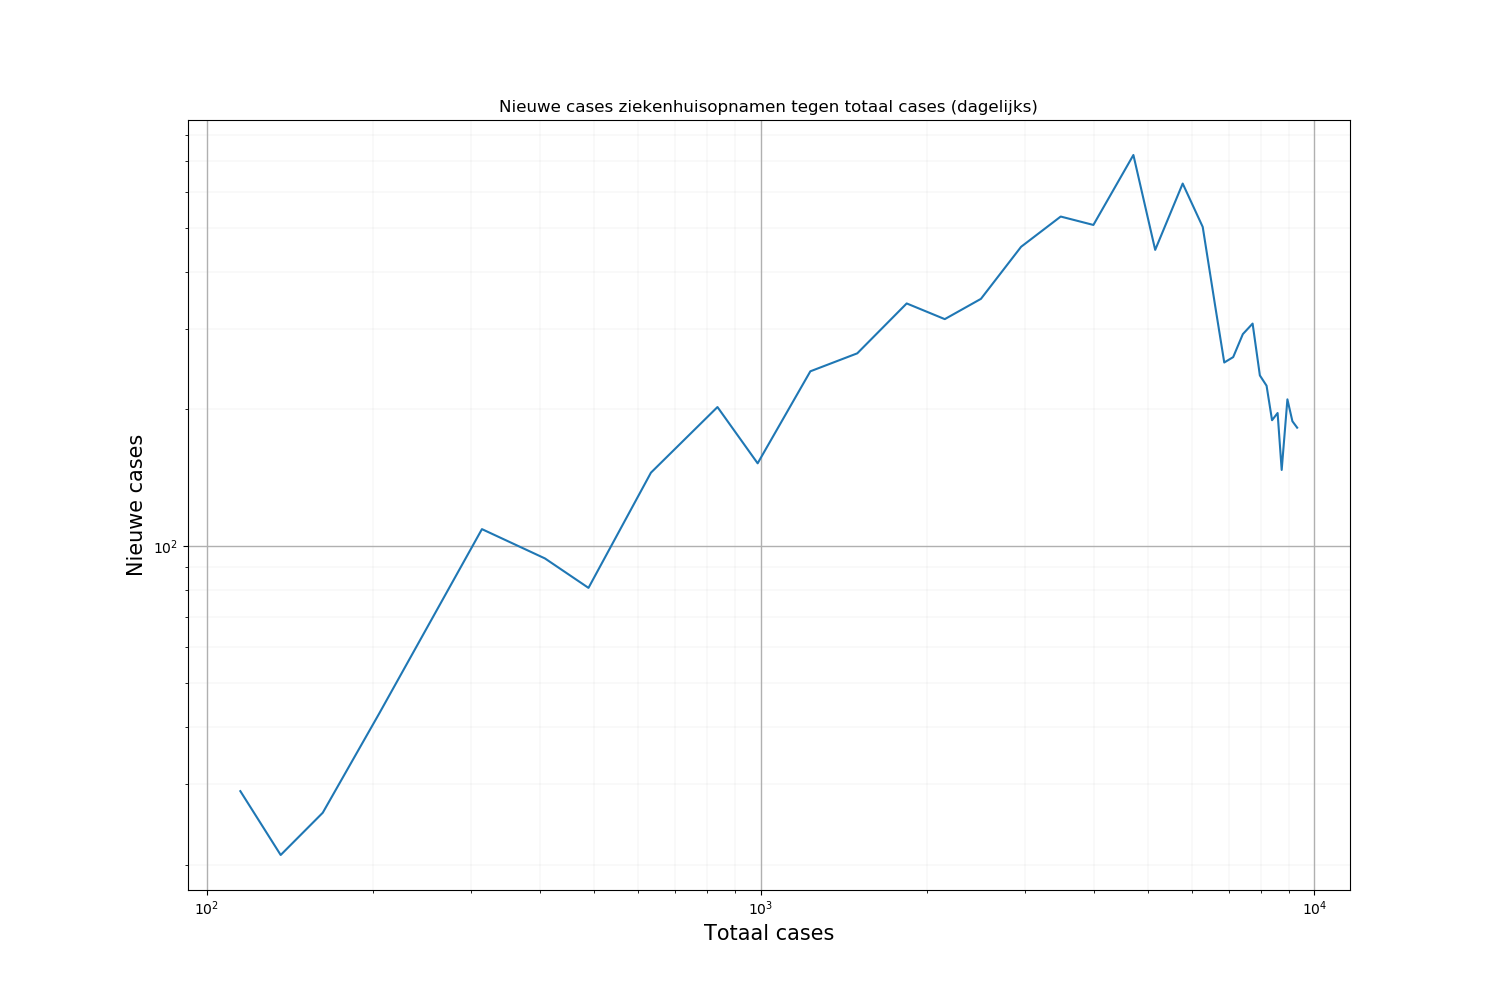 Nieuwe cases ziekenhuisopnamen tegen totaal cases (dagelijks)
Nieuwe cases
10²
10² 10³ 10⁴
Totaal cases